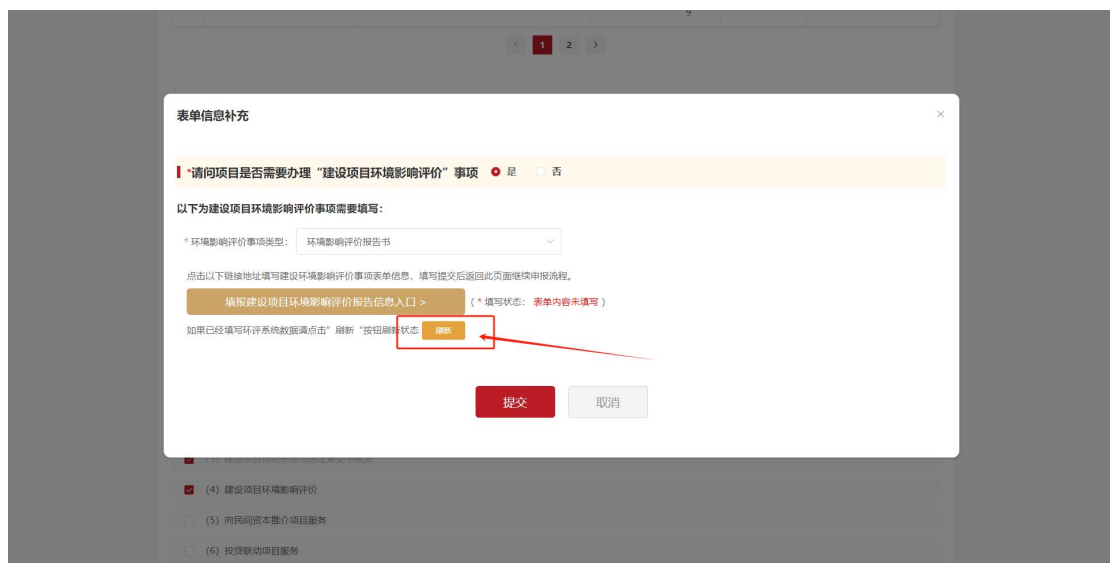 9
< 1 2 >
表单信息补充 ×
*请问项目是否需要办理“建设项目环境影响评价”事项 是 否
以下为建设项目环境影响评价事项需要填写：
* 环境影响评价事项类型： 环境影响评价报告书
点击以下链接地址填写建设环境影响评价事项表单信息，填写提交后返回此页面继续申报流程。
填报建设项目环境影响评价报告信息入口 > ( * 填写状态： 表单内容未填写 )
如果已经填写环评系统数据请点击”刷新“按钮刷新状态 刷新
提交 取消
(4) 建设项目环境影响评价
(5) 向民间资本推介项目服务
(6) 投贷联动项目服务